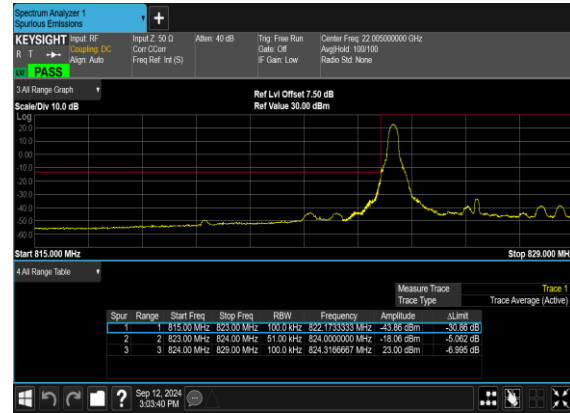 Spectrum Analyzer 1
Spurious Emissions
+
KEYSIGHT Input: RF Input Z: 50 Ω Atten: 40 dB Trig: Free Run Center Freq: 22.005000000 GHz
R T Coupling: DC Corr CCorr Gate: Off Avg|Hold: 100/100
Align: Auto Freq Ref: Int (S) IF Gain: Low Radio Std: None
PASS
3 All Range Graph
Ref Lvl Offset 7.50 dB
Scale/Div 10.0 dB Ref Value 30.00 dBm
Log
20.0
10.0
0.00
-10.0
-20.0
-30.0
-40.0
-50.0
-60.0
Start 815.000 MHz Stop 829.000 MH
4 All Range Table
Measure Trace Trace 1
Trace Type Trace Average (Active)
Spur Range Start Freq Stop Freq RBW Frequency Amplitude ΔLimit
1 1 815.00 MHz 823.00 MHz 100.0 kHz 822.1733333 MHz -43.86 dBm -30.86 dB
2 2 823.00 MHz 824.00 MHz 51.00 kHz 824.0000000 MHz -18.06 dBm -5.062 dB
3 3 824.00 MHz 829.00 MHz 100.0 kHz 824.3166667 MHz 23.00 dBm -6.995 dB
?
Sep 12, 2024
3:03:40 PM